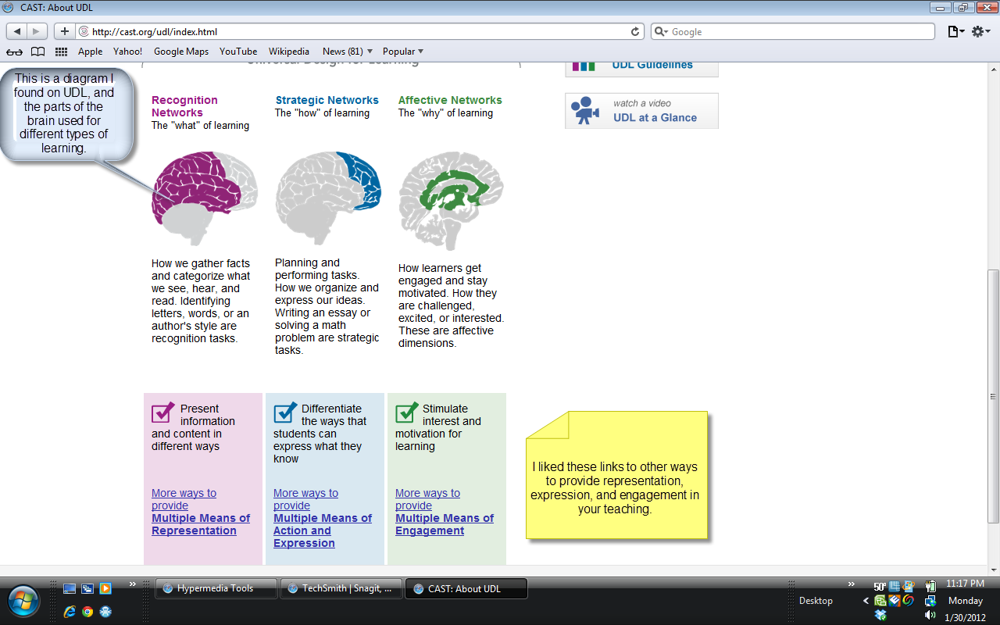 CAST: About UDL
http://cast.org/udl/index.html
Google
Apple Yahoo! Google Maps YouTube Wikipedia News (81) Popular
Universal Design for Learning
UDL Guidelines
This is a diagram I
found on UDL, and
the parts of the
brain used for
different types of
learning.
Recognition
Networks
The "what" of learning
Strategic Networks
The "how" of learning
Affective Networks
The "why" of learning
watch a video
UDL at a Glance
How we gather facts
and categorize what
we see, hear, and
read. Identifying
letters, words, or an
author's style are
recognition tasks.
Planning and
performing tasks.
How we organize and
express our ideas.
Writing an essay or
solving a math
problem are strategic
tasks.
How learners get
engaged and stay
motivated. How they
are challenged,
excited, or interested.
These are affective
dimensions.
Present
information
and content in
different ways
More ways to
provide
Multiple Means of
Representation
Differentiate
the ways that
students can
express what they
know
More ways to
provide
Multiple Means of
Action and
Expression
Stimulate
interest and
motivation for
learning
More ways to
provide
Multiple Means of
Engagement
I liked these links to other ways
to provide representation,
expression, and engagement in
your teaching.
Hypermedia Tools
TechSmith | Snagit, ...
CAST: About UDL
Desktop
50°
11:17 PM
Monday
1/30/2012